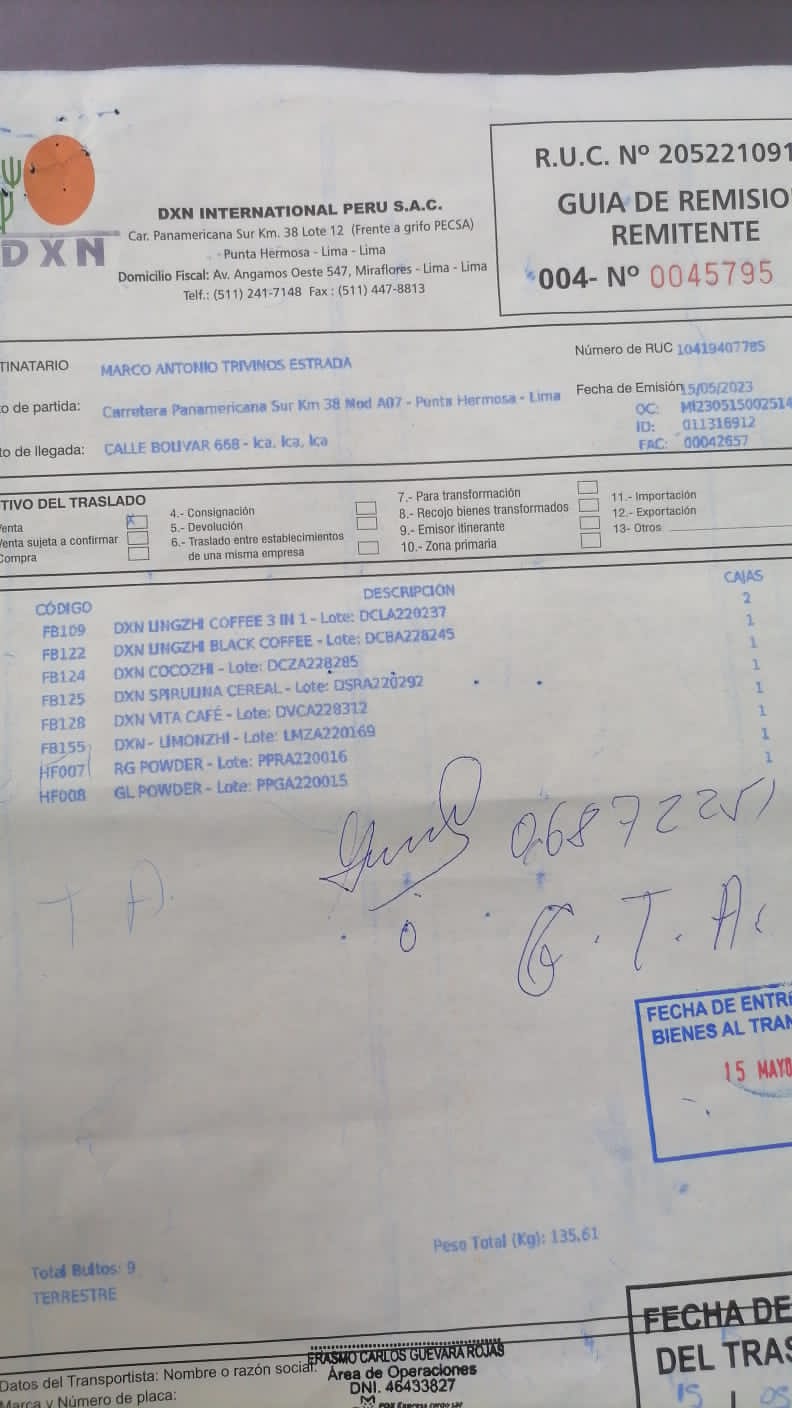 DXN
DXN INTERNATIONAL PERU S.A.C.
Car. Panamericana Sur Km. 38 Lote 12 (Frente a grifo PECSA)
Punta Hermosa - Lima - Lima
Domicilio Fiscal: Av. Angamos Oeste 547, Miraflores - Lima - Lima
Telf.: (511) 241-7148 Fax : (511) 447-8813
R.U.C. Nº 205221091
GUIA DE REMISIO
REMITENTE
004- Nº 0045795
TINATARIO MARCO ANTONIO TRIVINOS ESTRADA
Número de RUC 10419407785
o de partida: Carretera Panamericana Sur Km 38 Mod A07 - Punta Hermosa - Lima
Fecha de Emisión 15/05/2023
OC: MI230515002514
to de llegada: CALLE BOLIVAR 668 - Ica, Ica, Ica
ID: 011316912
FAC: 00042657
TIVO DEL TRASLADO
Venta
Venta sujeta a confirmar
Compra
4.- Consignación
5.- Devolución
6.- Traslado entre establecimientos
de una misma empresa
7.- Para transformación
8.- Recojo bienes transformados
9.- Emisor itinerante
10.- Zona primaria
11.- Importación
12.- Exportación
13- Otros
CÓDIGO DESCRIPCIÓN CAJAS
FB109 DXN LINGZHI COFFEE 3 IN 1 - Lote: DCLA220237 2
FB122 DXN LINGZHI BLACK COFFEE - Lote: DCBA228245 1
FB124 DXN COCOZHI - Lote: DCZA228285 1
FB125 DXN SPIRULINA CEREAL - Lote: DSRA220292 1
FB128 DXN VITA CAFÉ - Lote: DVCA228312 1
FB155 DXN - LIMONZHI - Lote: LMZA220169 1
HF007 RG POWDER - Lote: PPRA220016 1
HF008 GL POWDER - Lote: PPGA220015 1
T A.
G. T. A.
FECHA DE ENTR
BIENES AL TRAN
15 MAYO
Peso Total (Kg): 135.61
Total Bultos: 9
TERRESTRE
FECHA DE
DEL TRAS
15 05
Datos del Transportista: Nombre o razón social:
Marca y Número de placa:
ERASMO CARLOS GUEVARA ROJAS
Área de Operaciones
DNI. 46433827